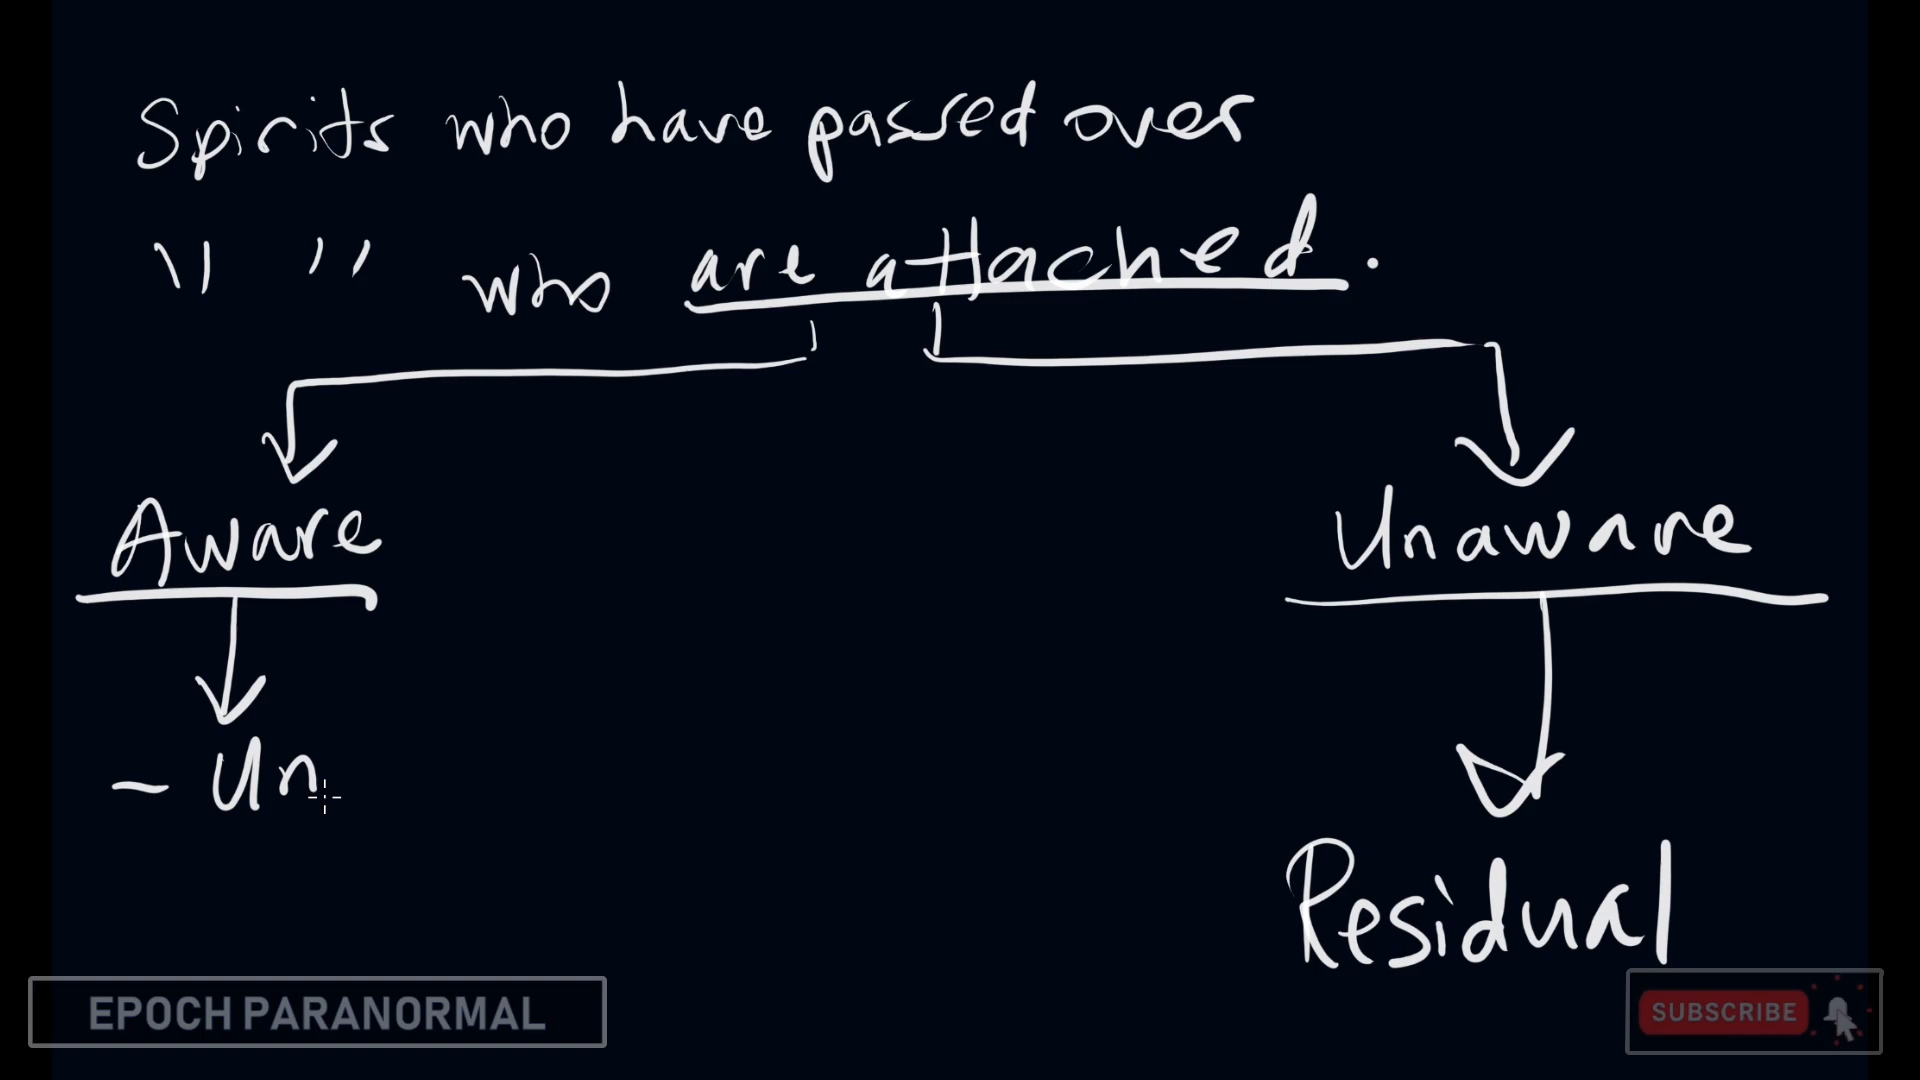 Spirits who have passed over
" " who are attached.
Aware
Unaware
- Un
Residual
EPOCH PARANORMAL
SUBSCRIBE